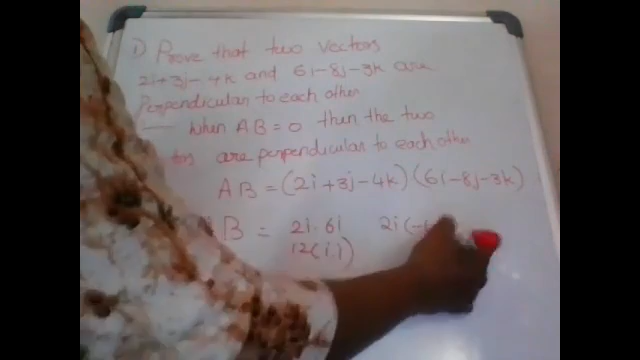 1) Prove that two vectors
2i+3j-4k and 6i-8j-3k are
Perpendicular to each other
When AB=0 then the two
are perpendicular to each other
AB = (2i+3j-4k) (6i-8j-3k)
B = 2i·6i 2i(-
12(i.i)